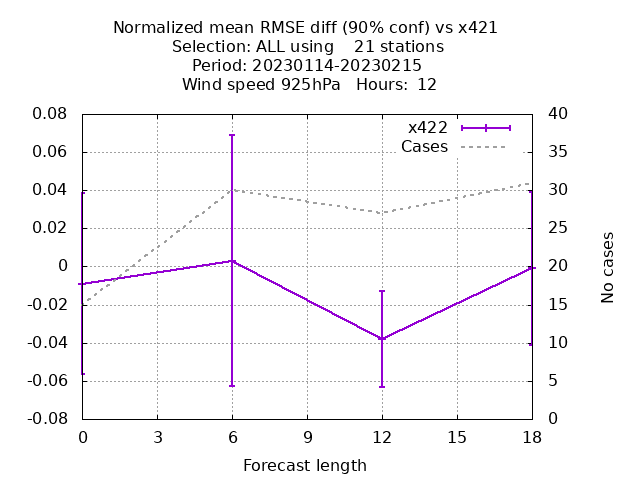 Normalized mean RMSE diff (90% conf) vs x421
Selection: ALL using    21 stations
Period: 20230114-20230215
Wind speed 925hPa   Hours:  12
0.08
0.06
0.04
0.02
0
-0.02
-0.04
-0.06
-0.08
x422
Cases
40
35
30
25
20
15
10
5
0
No cases
0 3 6 9 12 15 18
Forecast length